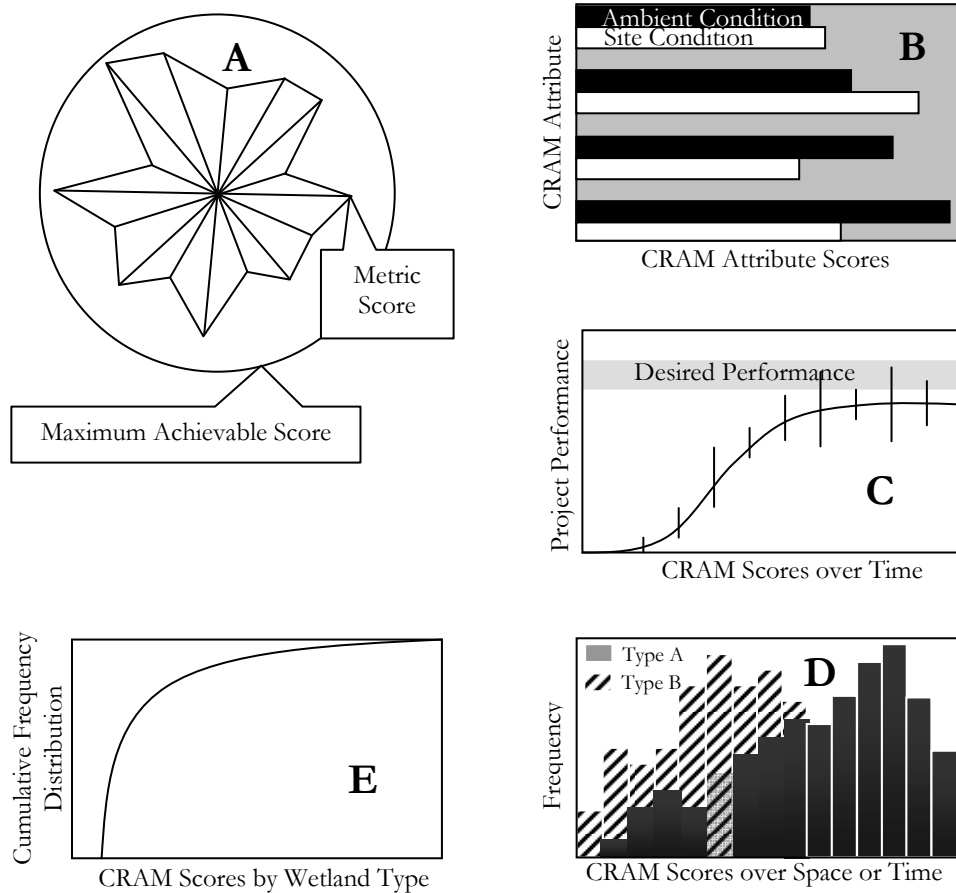 A
Metric
Score
Maximum Achievable Score
Ambient Condition
Site Condition
B
CRAM Attribute
CRAM Attribute Scores
Desired Performance
C
Project Performance
CRAM Scores over Time
Cumulative Frequency
Distribution
E
CRAM Scores by Wetland Type
Type A
Type B
D
Frequency
CRAM Scores over Space or Time